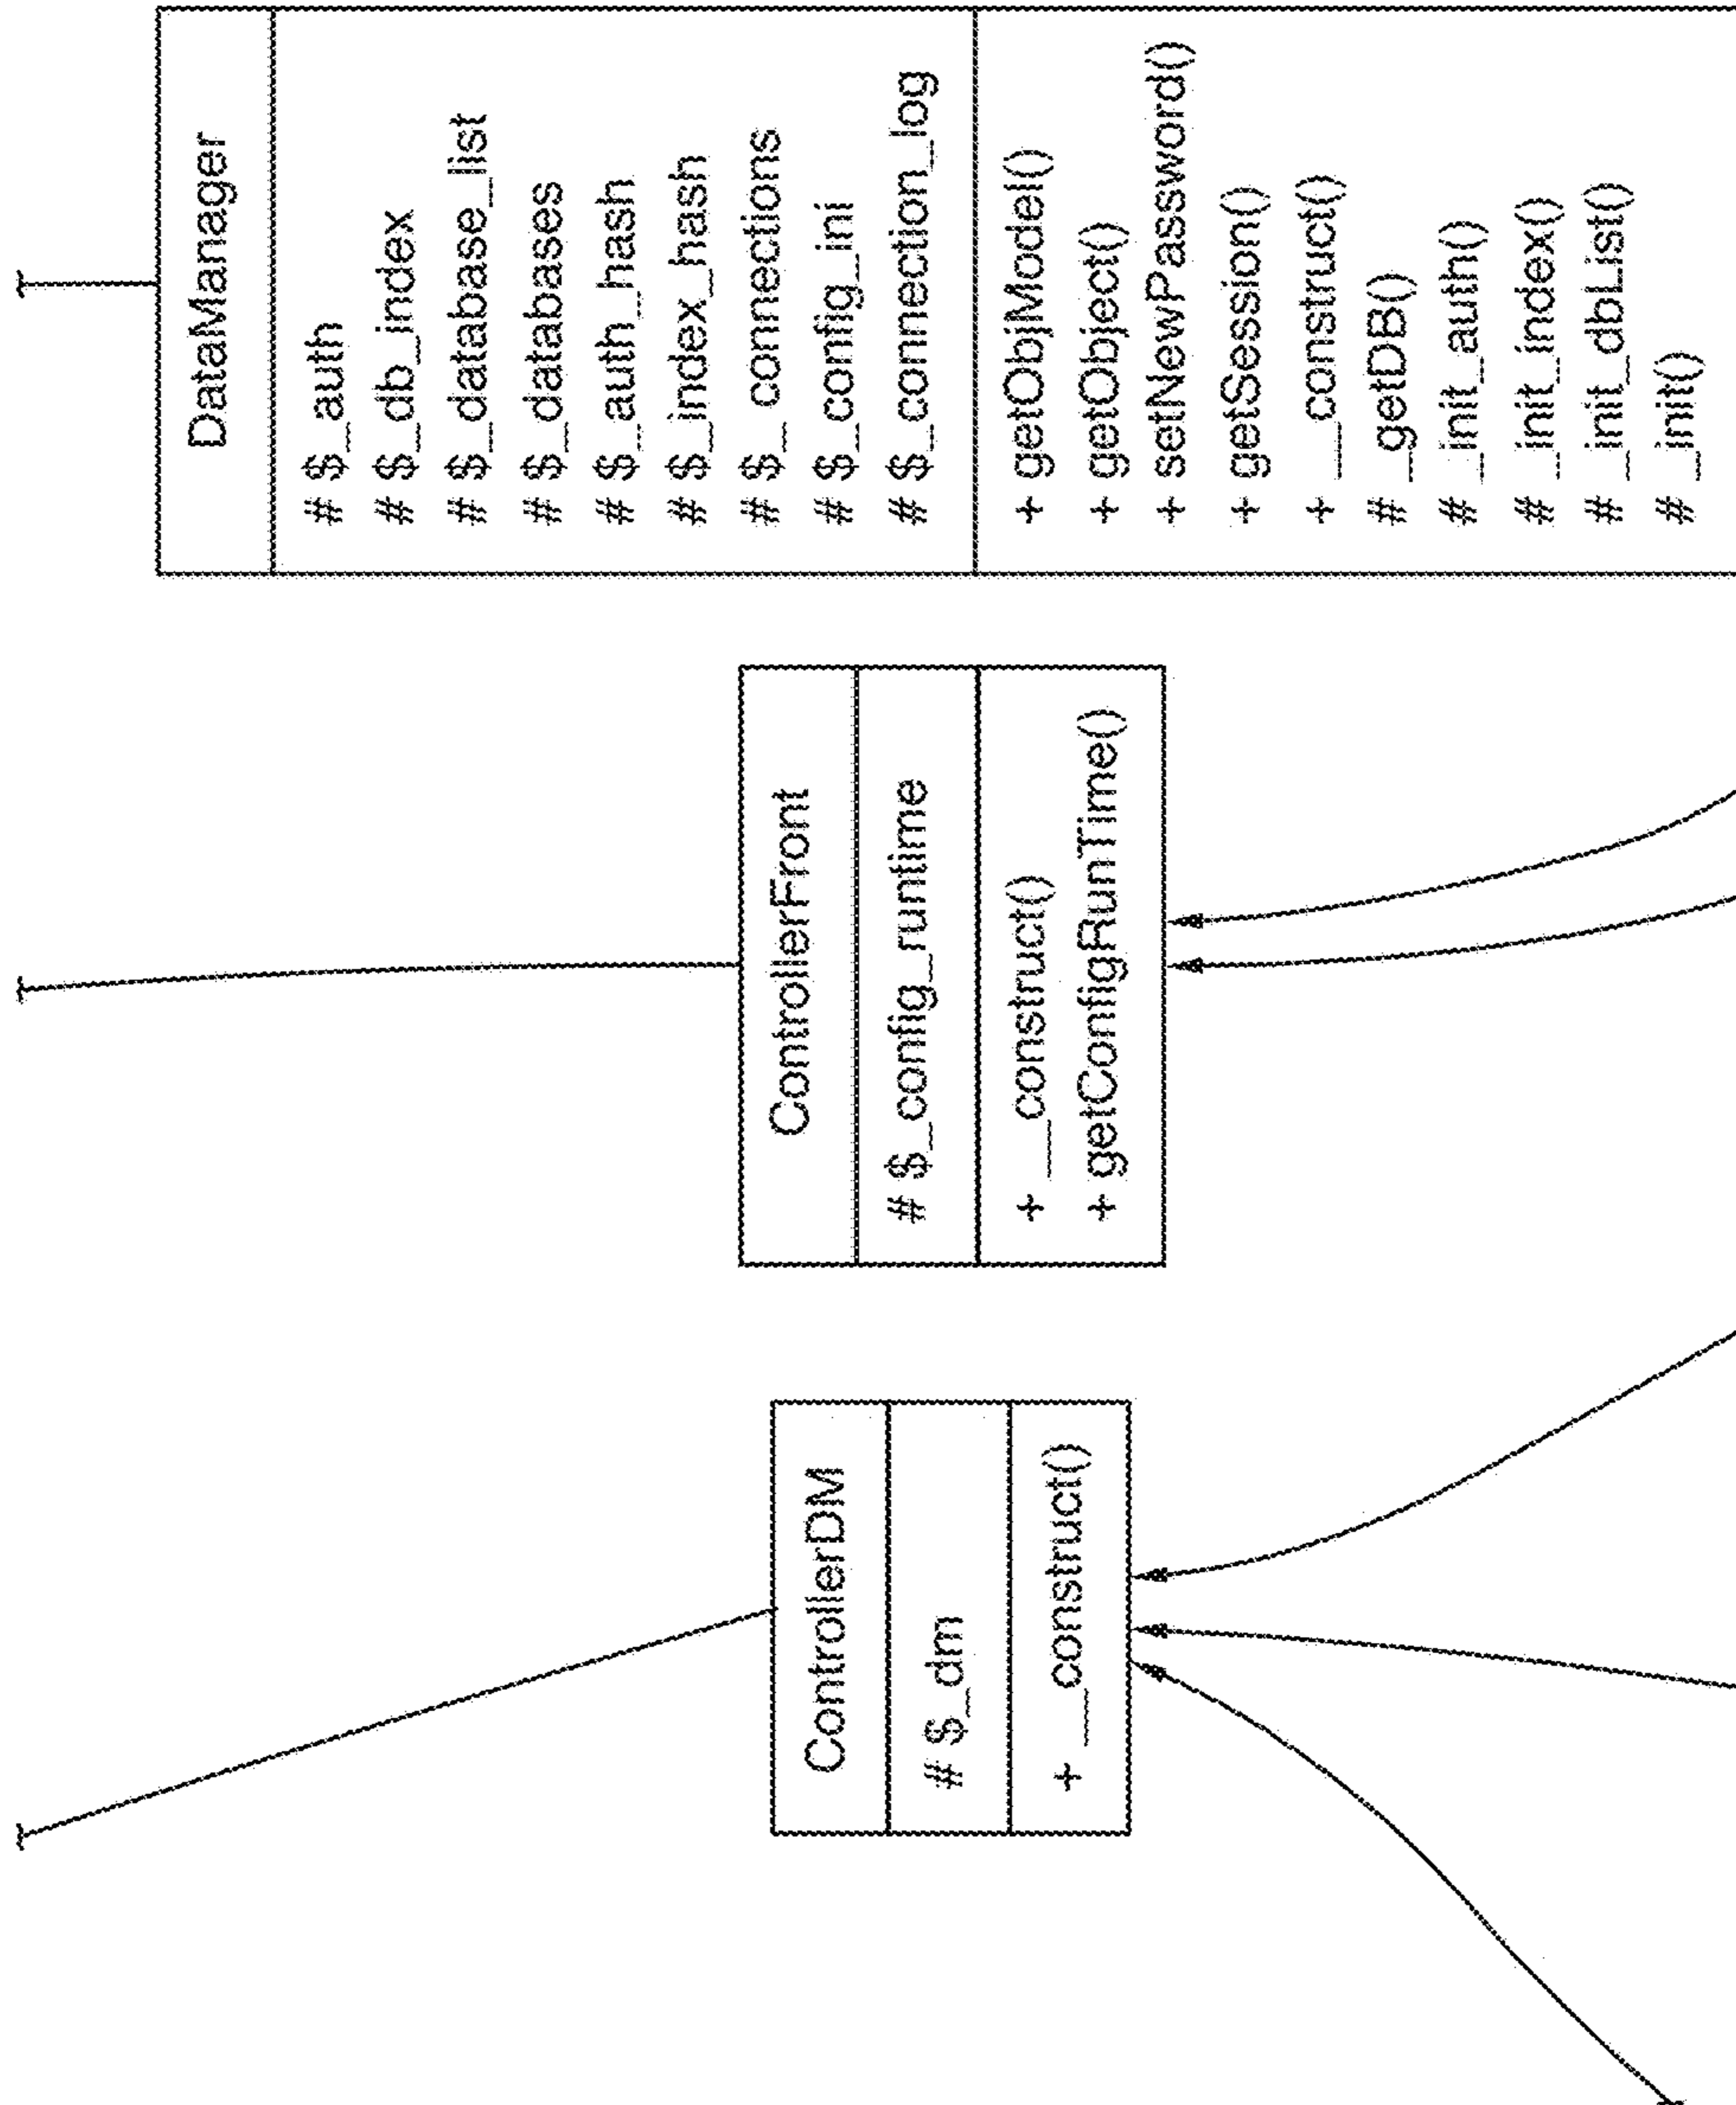 ControllerDM
# $_dm
+ __construct()
ControllerFront
# $_config_runtime
+ __construct()
+ getConfigRunTime()
DataManager
# $_auth
# $_db_index
# $_database_list
# $_databases
# $_auth_hash
# $_index_hash
# $_connections
# $_config_ini
# $_connection_log
+ getObjModel()
+ getObject()
+ setNewPassword()
+ getSession()
+ __construct()
# _getDB()
# _init_auth()
# _init_index()
# _init_dbList()
# _init()